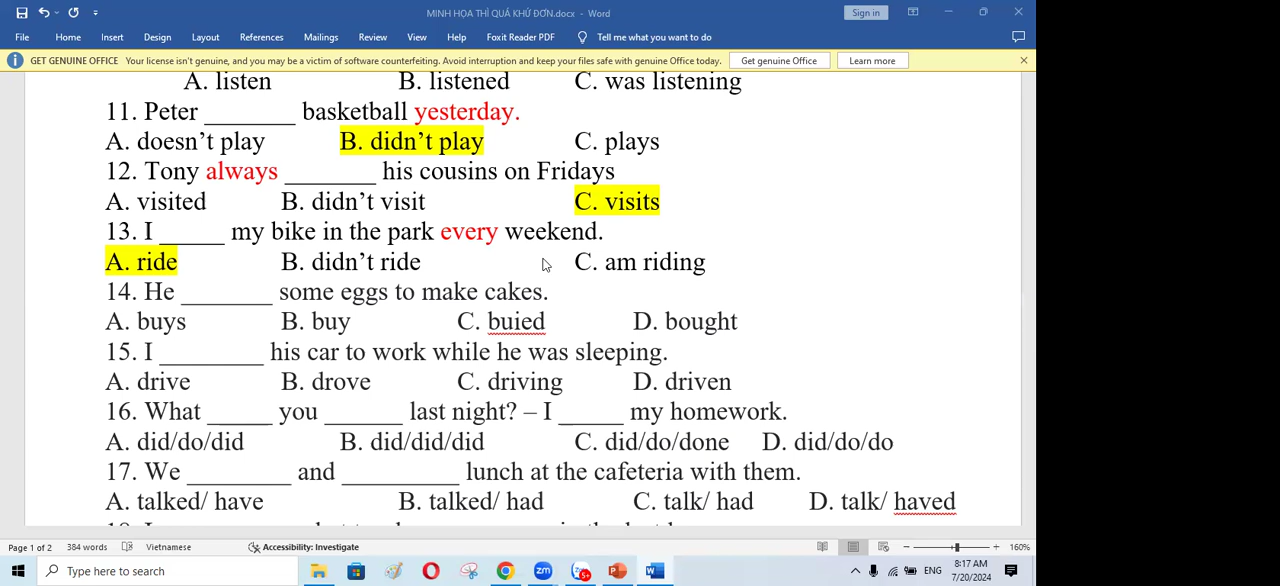 MINH HỌA THÌ QUÁ KHỨ ĐƠN.docx - Word
Sign in
File Home Insert Design Layout References Mailings Review View Help Foxit Reader PDF Tell me what you want to do
GET GENUINE OFFICE Your license isn't genuine, and you may be a victim of software counterfeiting. Avoid interruption and keep your files safe with genuine Office today. Get genuine Office Learn more
A. listen B. listened C. was listening
11. Peter _______ basketball yesterday.
A. doesn’t play B. didn’t play C. plays
12. Tony always _______ his cousins on Fridays
A. visited B. didn’t visit C. visits
13. I _____ my bike in the park every weekend.
A. ride B. didn’t ride C. am riding
14. He _______ some eggs to make cakes.
A. buys B. buy C. buied D. bought
15. I ________ his car to work while he was sleeping.
A. drive B. drove C. driving D. driven
16. What _____ you ______ last night? – I _____ my homework.
A. did/do/did B. did/did/did C. did/do/done D. did/do/do
17. We ________ and _________ lunch at the cafeteria with them.
A. talked/ have B. talked/ had C. talk/ had D. talk/ haved
Page 1 of 2 384 words Vietnamese Accessibility: Investigate 160%
Type here to search
5+
ENG
8:17 AM
7/20/2024